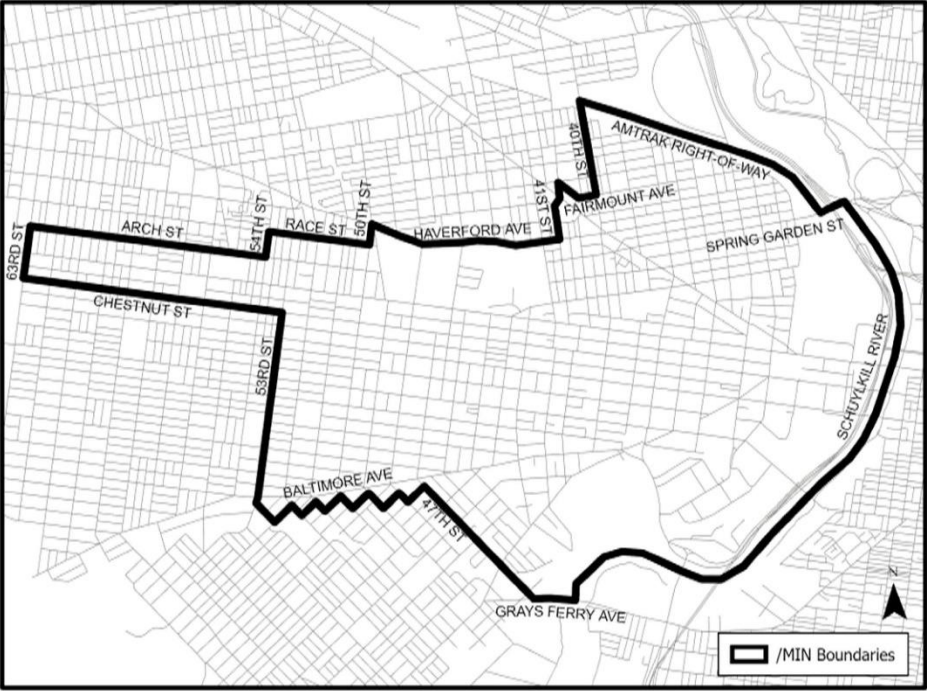 40TH ST
AMTRAK RIGHT-OF-WAY
41ST ST
FAIRMOUNT AVE
50TH ST
54TH ST
RACE ST
HAVERFORD AVE
ARCH ST
63RD ST
SPRING GARDEN ST
CHESTNUT ST
SCHUYLKILL RIVER
53RD ST
BALTIMORE AVE
47TH ST
GRAYS FERRY AVE
N
/MIN Boundaries